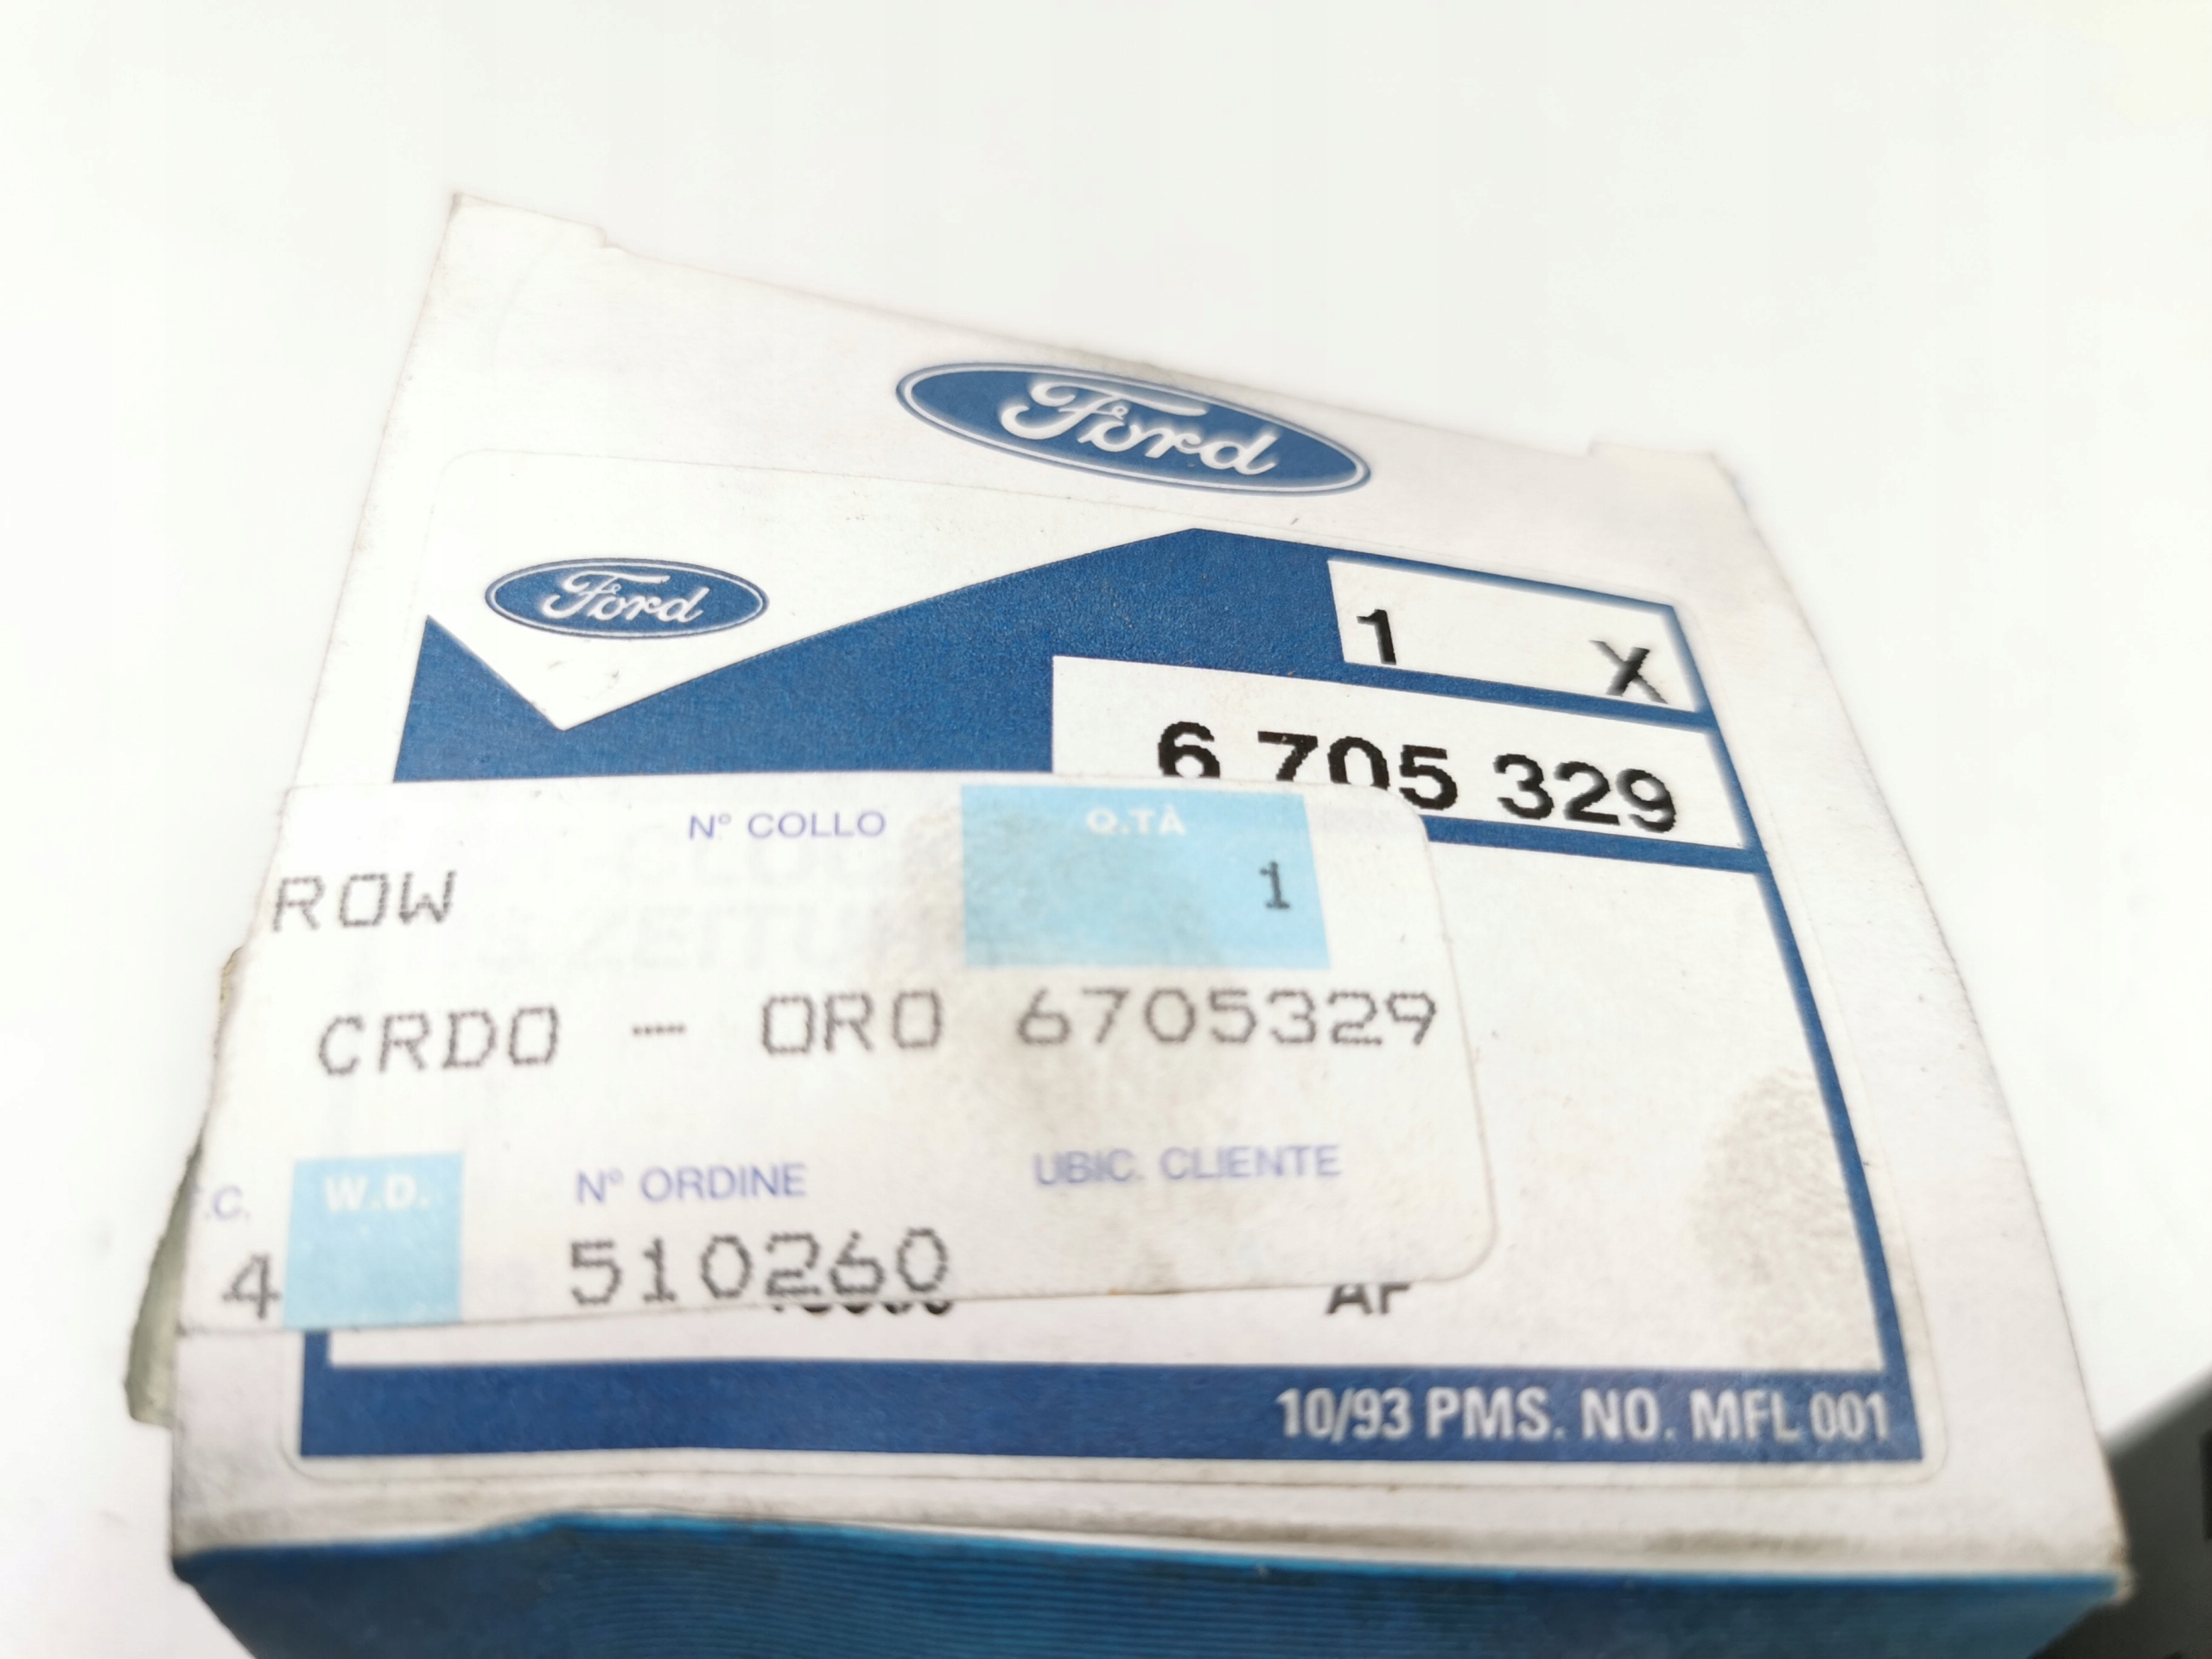 Ford
Ford
1 X
6 705 329
N° COLLO Q.TÀ
ROW 1
CRDO - ORO 6705329
.C. W.D. N° ORDINE UBIC. CLIENTE
4 510260
AF
10/93 PMS. NO. MFL 001